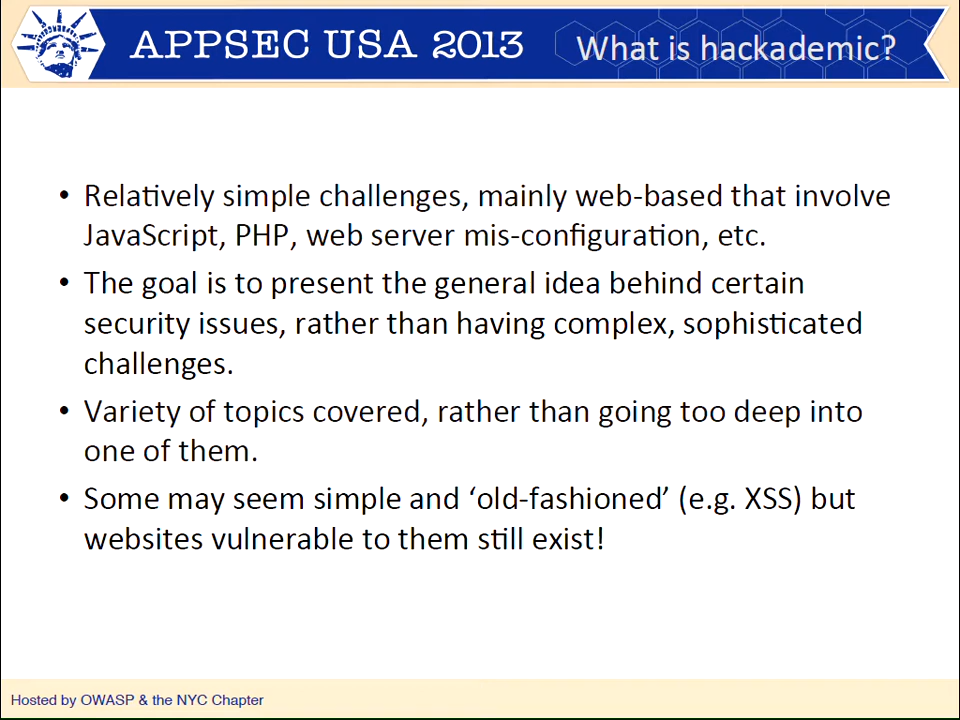 APPSEC USA 2013
What is hackademic?
• Relatively simple challenges, mainly web-based that involve
JavaScript, PHP, web server mis-configuration, etc.
• The goal is to present the general idea behind certain
security issues, rather than having complex, sophisticated
challenges.
• Variety of topics covered, rather than going too deep into
one of them.
• Some may seem simple and ‘old-fashioned’ (e.g. XSS) but
websites vulnerable to them still exist!
Hosted by OWASP & the NYC Chapter